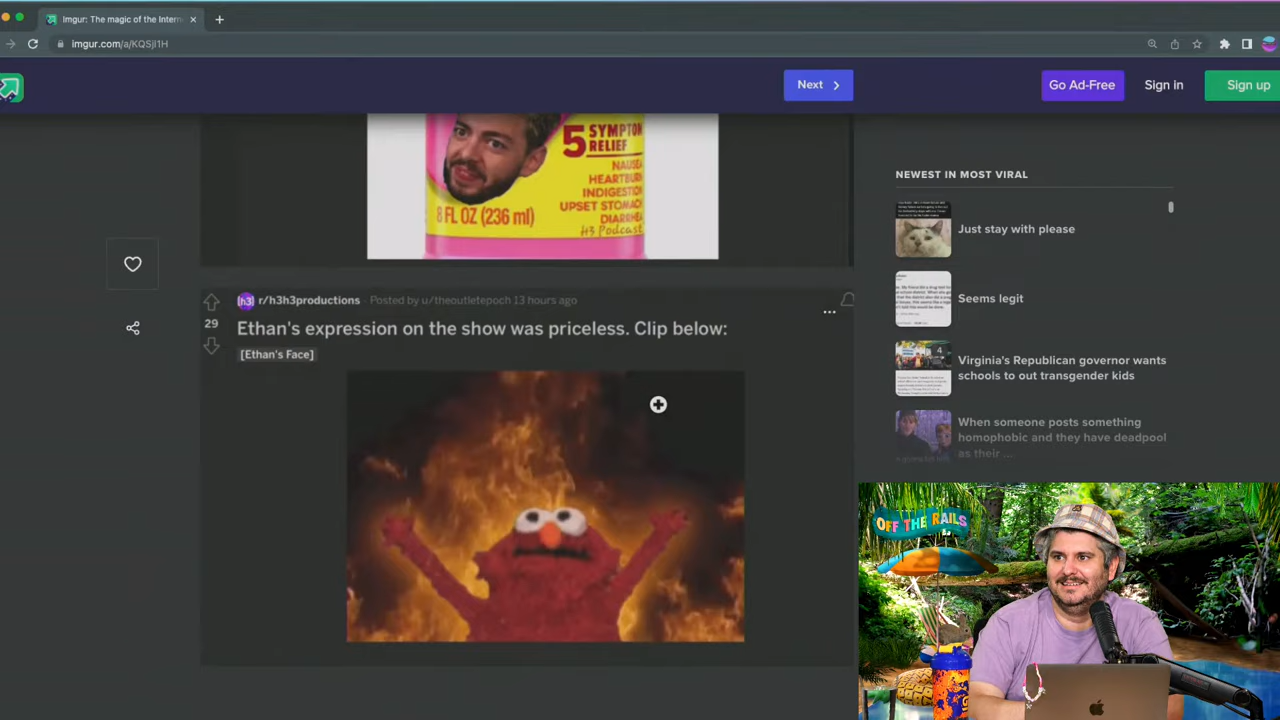 Imgur: The magic of the Intern
imgur.com/a/KQSjI1H
Next
Go Ad-Free
Sign in
Sign up
5 SYMPTOM
RELIEF
NAUSEA
HEARTBURN
INDIGESTION
UPSET STOMACH
DIARRHEA
8 FL OZ (236 ml)
H3 Podcast
r/h3h3productions · Posted by u/theoutletepoch 13 hours ago
29
Ethan's expression on the show was priceless. Clip below:
[Ethan's Face]
NEWEST IN MOST VIRAL
Just stay with please
Seems legit
Virginia's Republican governor wants
schools to out transgender kids
When someone posts something
homophobic and they have deadpool
as their ...
OFF THE RAILS